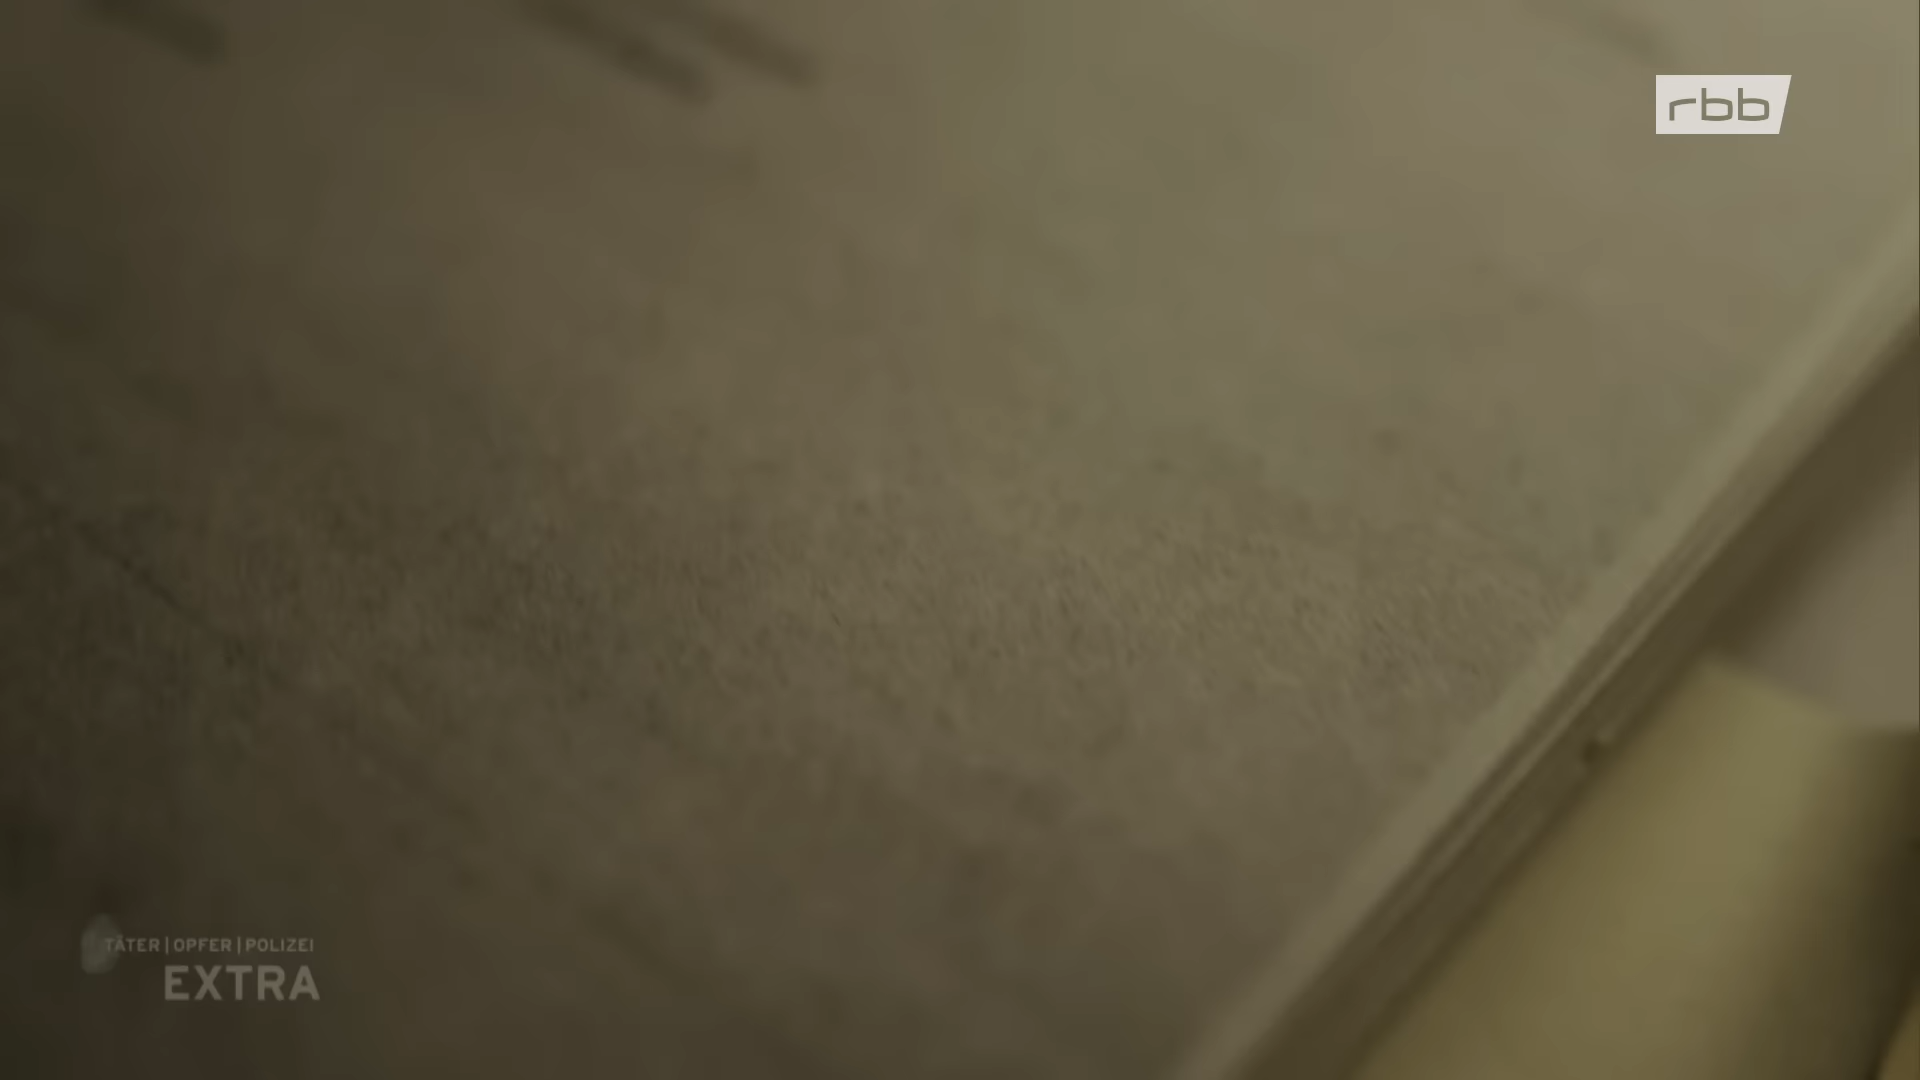 rbb
TÄTER | OPFER | POLIZEI
EXTRA